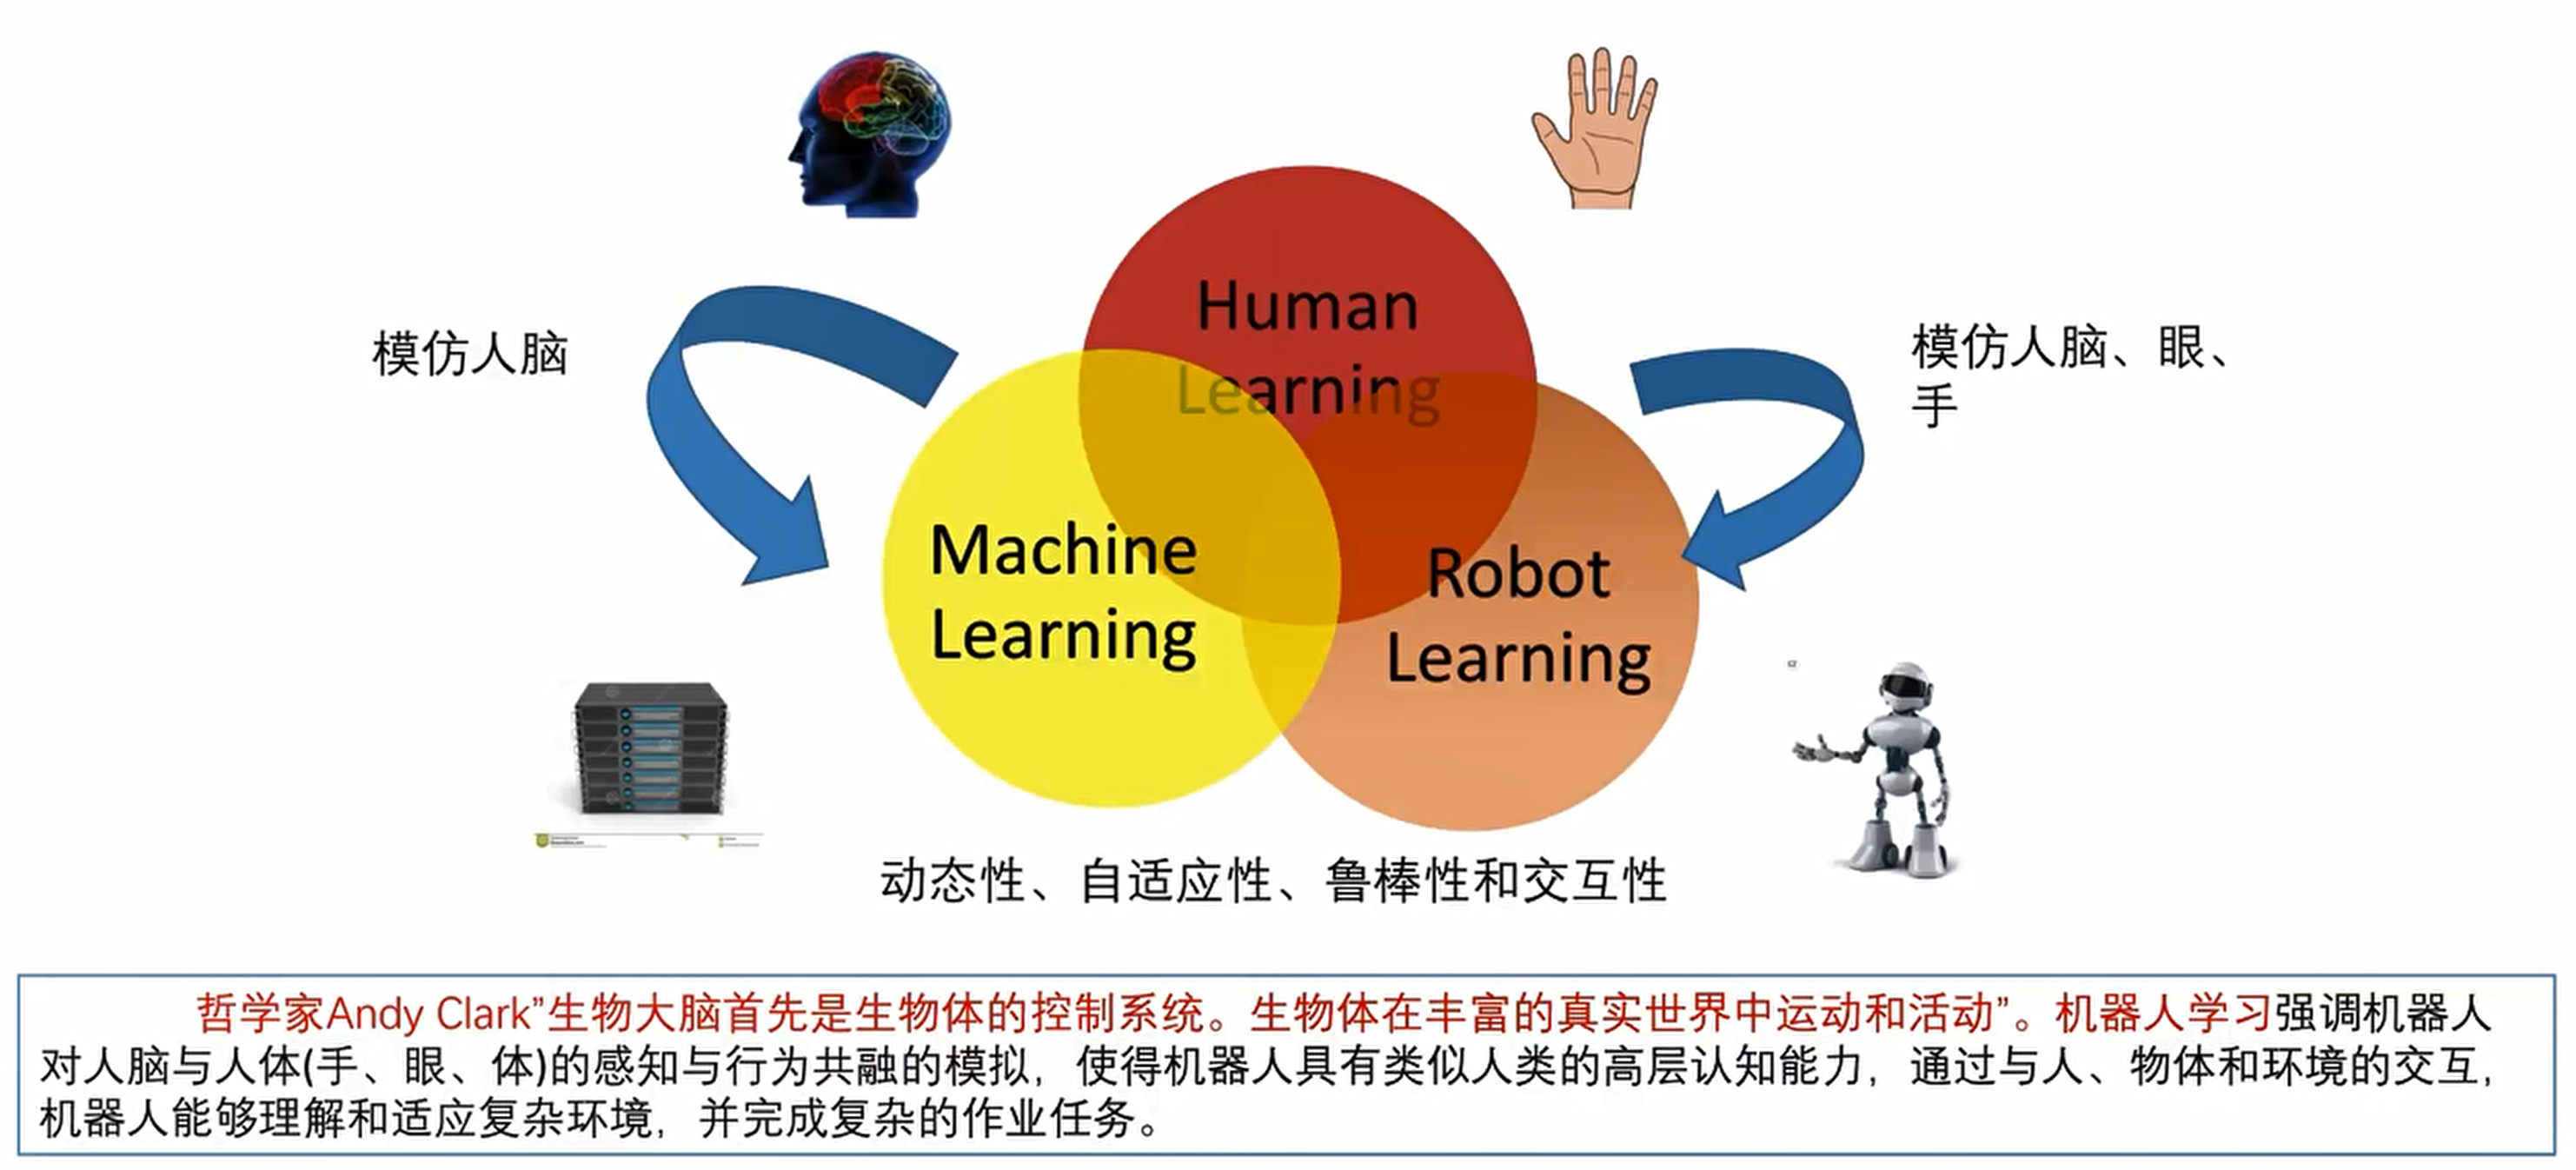 Human
Learning
模仿人脑
模仿人脑、眼、
手
Machine
Learning
Robot
Learning
动态性、自适应性、鲁棒性和交互性
哲学家Andy Clark”生物大脑首先是生物体的控制系统。生物体在丰富的真实世界中运动和活动”。机器人学习强调机器人
对人脑与人体(手、眼、体)的感知与行为共融的模拟，使得机器人具有类似人类的高层认知能力，通过与人、物体和环境的交互，
机器人能够理解和适应复杂环境，并完成复杂的作业任务。